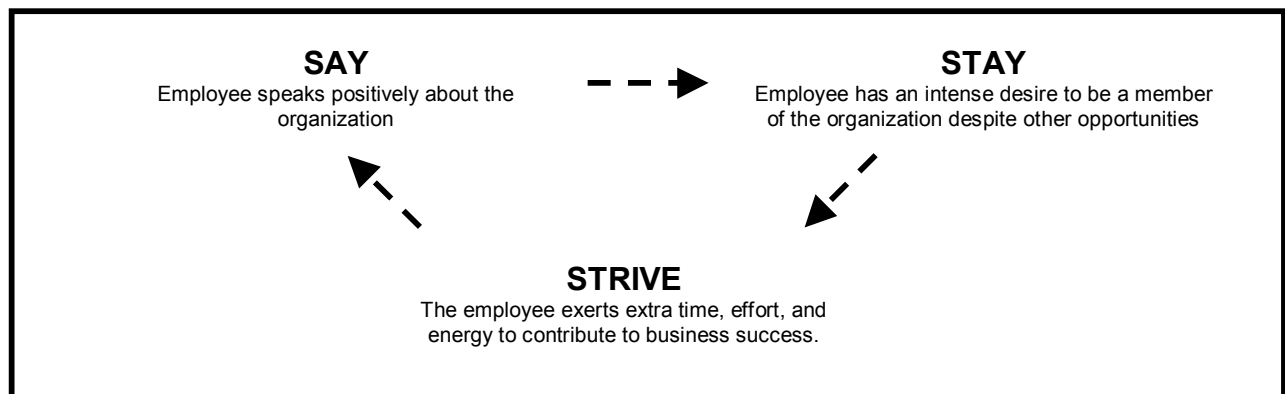 SAY
Employee speaks positively about the
organization
STAY
Employee has an intense desire to be a member
of the organization despite other opportunities
STRIVE
The employee exerts extra time, effort, and
energy to contribute to business success.